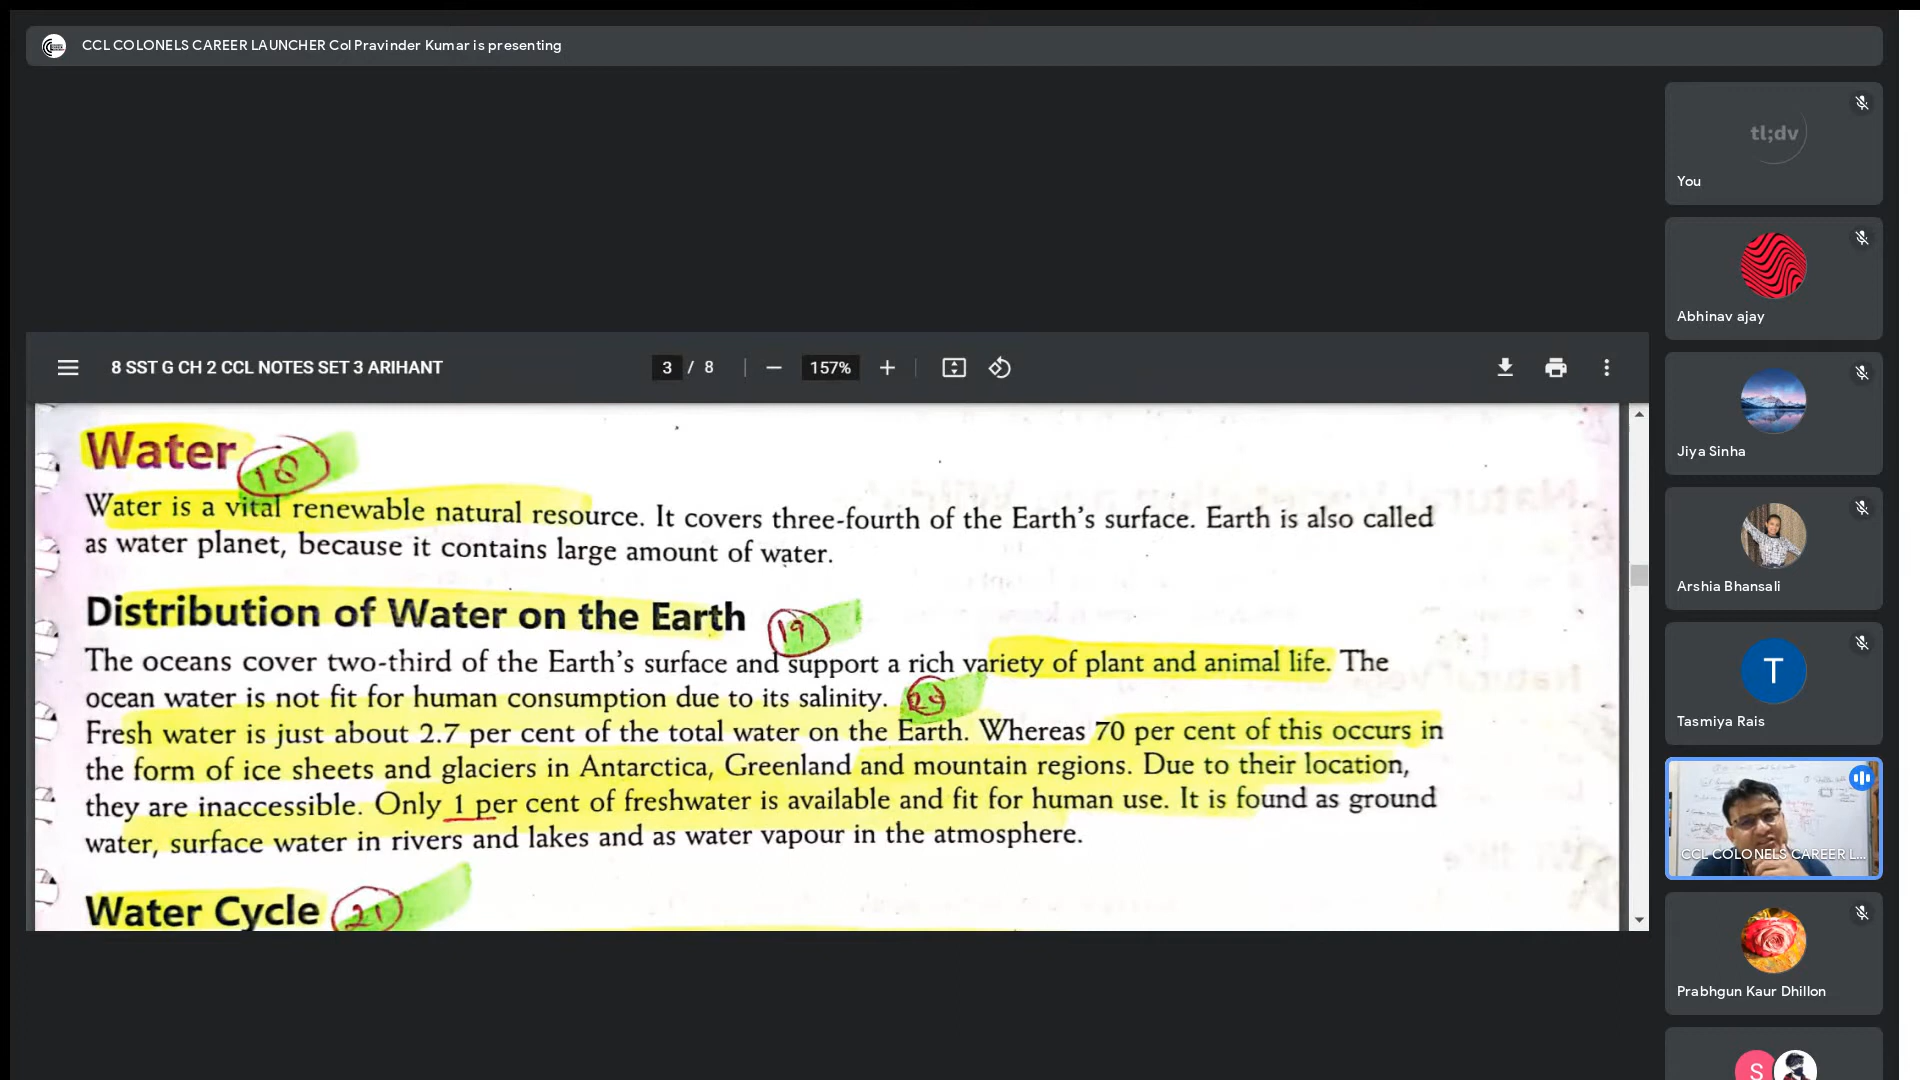 CCL COLONELS CAREER LAUNCHER Col Pravinder Kumar is presenting
tl;dv
You
Abhinav ajay
Jiya Sinha
Arshia Bhansali
T
Tasmiya Rais
CCL COLONELS CAREER L...
Prabhgun Kaur Dhillon
S
8 SST G CH 2 CCL NOTES SET 3 ARIHANT
3 / 8
157%
Water 18
Water is a vital renewable natural resource. It covers three-fourth of the Earth's surface. Earth is also called
as water planet, because it contains large amount of water.
Distribution of Water on the Earth 19
The oceans cover two-third of the Earth's surface and support a rich variety of plant and animal life. The
ocean water is not fit for human consumption due to its salinity.
Fresh water is just about 2.7 per cent of the total water on the Earth. Whereas 70 per cent of this occurs in
the form of ice sheets and glaciers in Antarctica, Greenland and mountain regions. Due to their location,
they are inaccessible. Only 1 per cent of freshwater is available and fit for human use. It is found as ground
water, surface water in rivers and lakes and as water vapour in the atmosphere.
Water Cycle 21